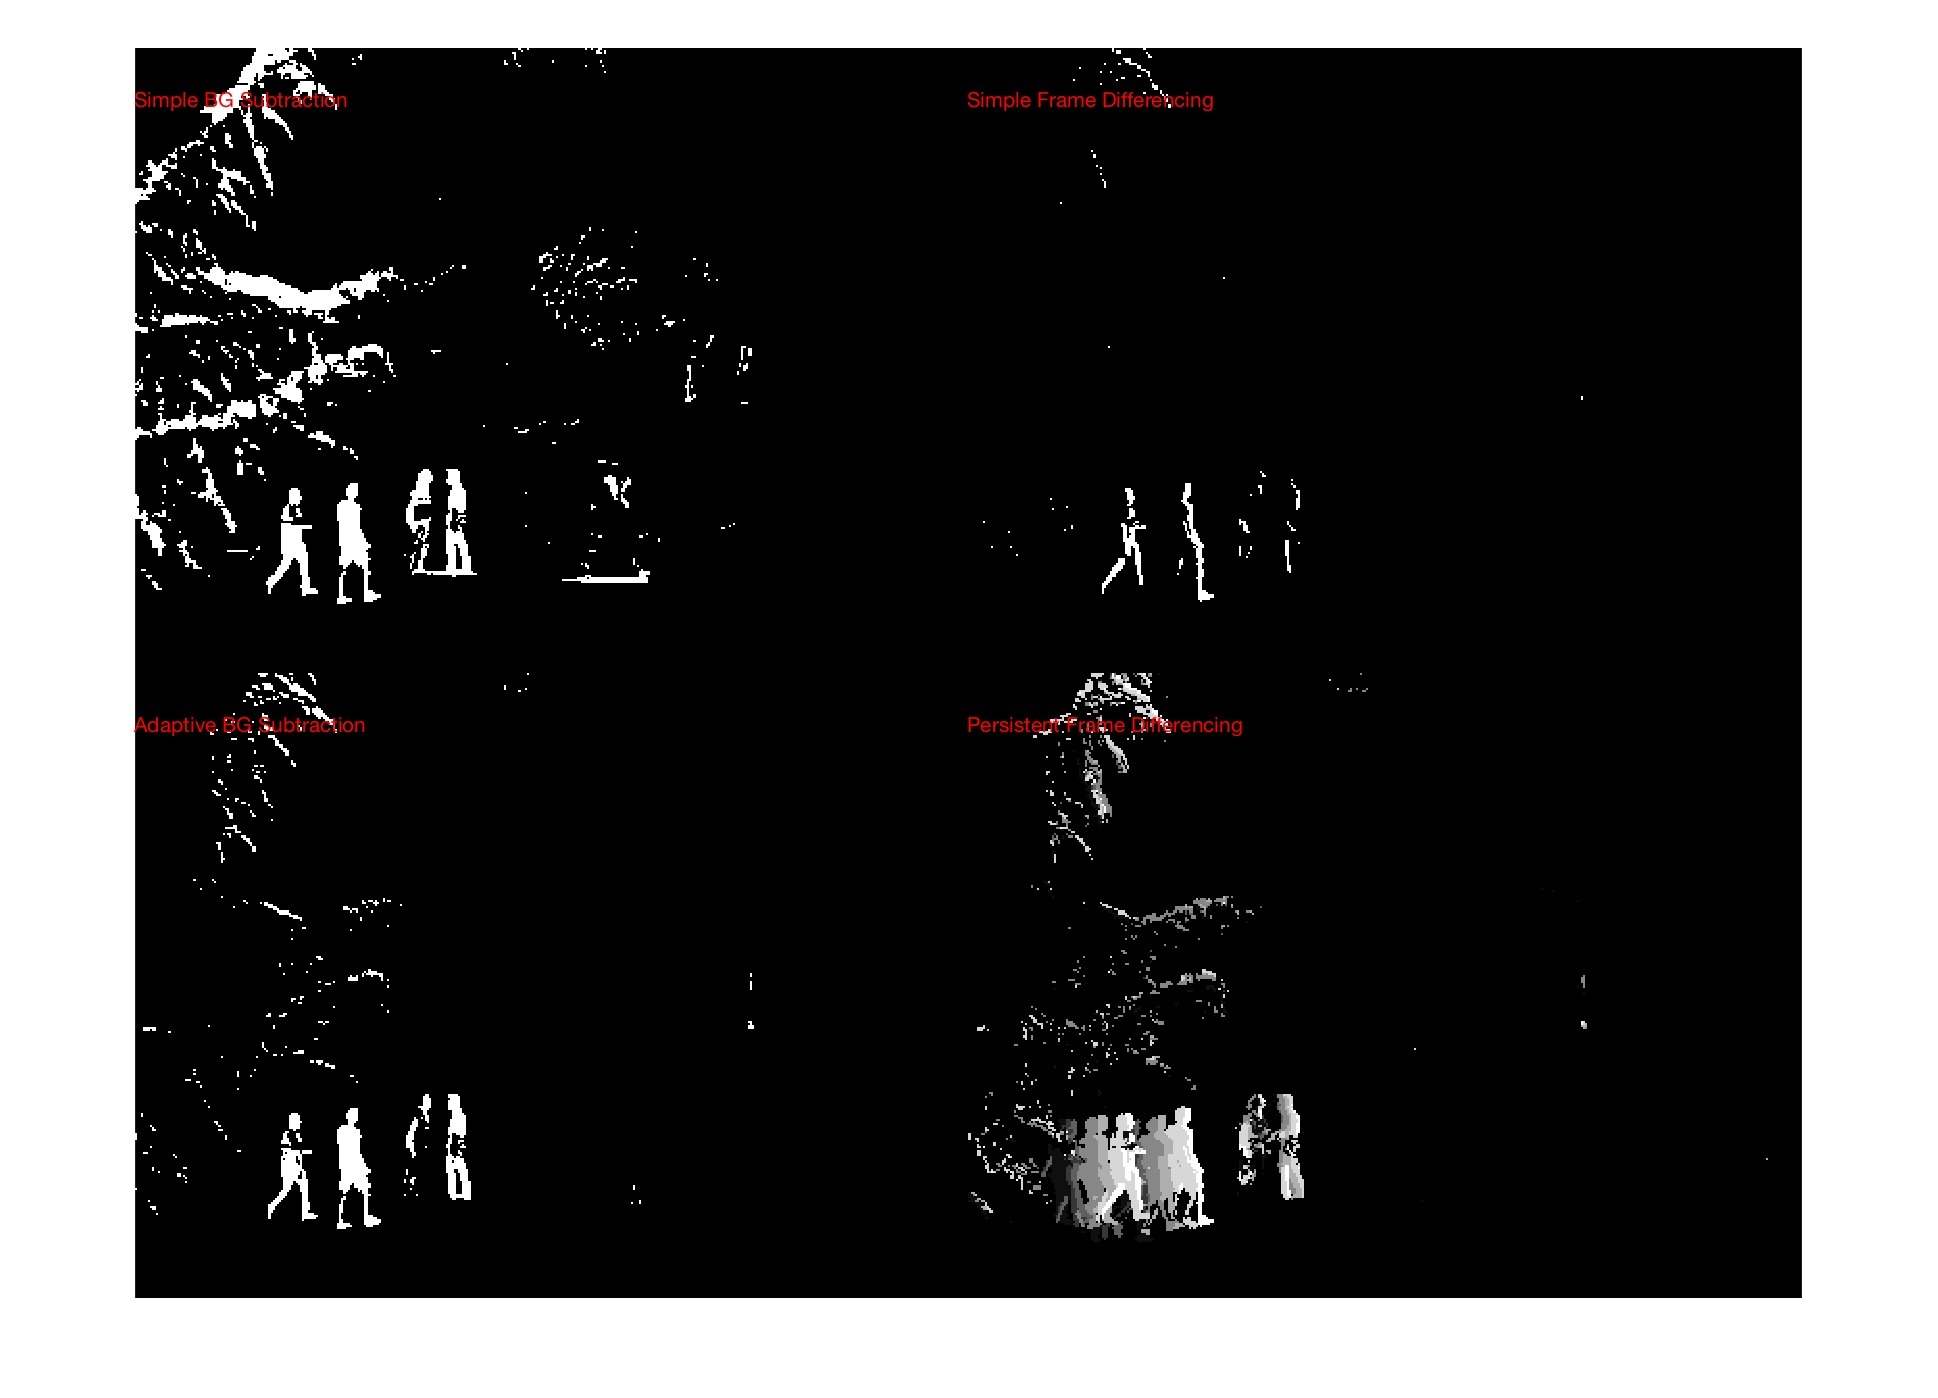 Simple BG Subtraction
Simple Frame Differencing
Adaptive BG Subtraction
Persistent Frame Differencing